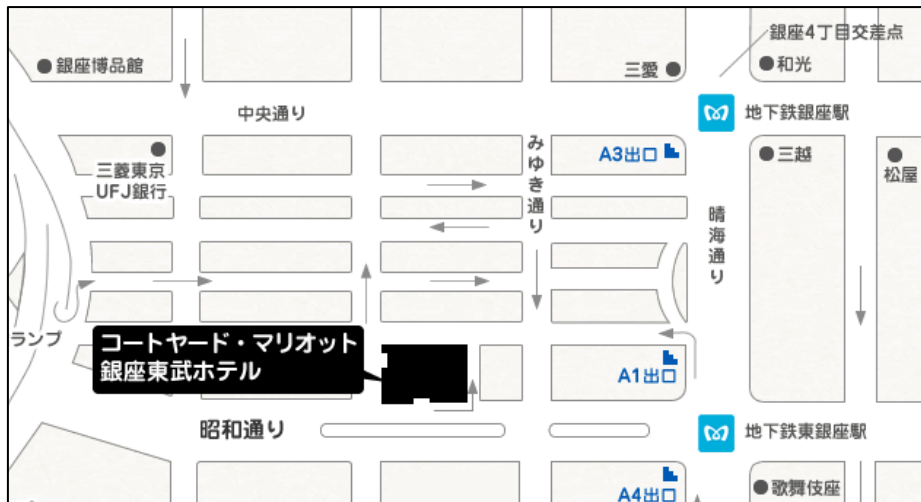 銀座4丁目交差点
銀座博品館
三愛
和光
中央通り
地下鉄銀座駅
みゆき通り
A3出口
三越
松屋
三菱東京
UFJ銀行
晴海通り
ランプ
コートヤード・マリオット
銀座東武ホテル
A1出口
昭和通り
地下鉄東銀座駅
歌舞伎座
A4出口